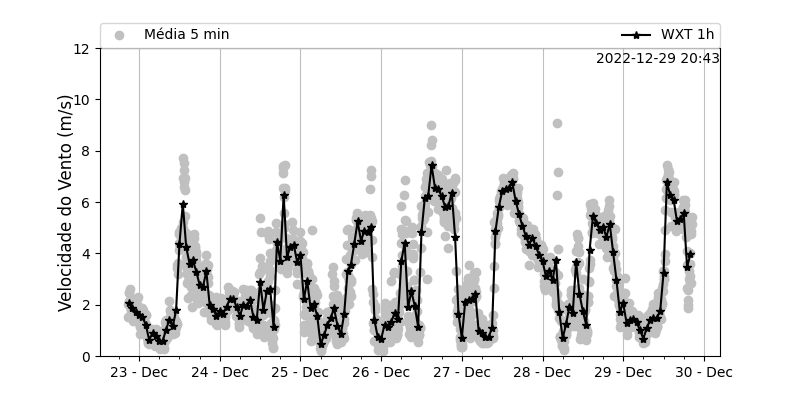 Média 5 min
WXT 1h
2022-12-29 20:43
Velocidade do Vento (m/s)
12
10
8
6
4
2
0
23 - Dec
24 - Dec
25 - Dec
26 - Dec
27 - Dec
28 - Dec
29 - Dec
30 - Dec